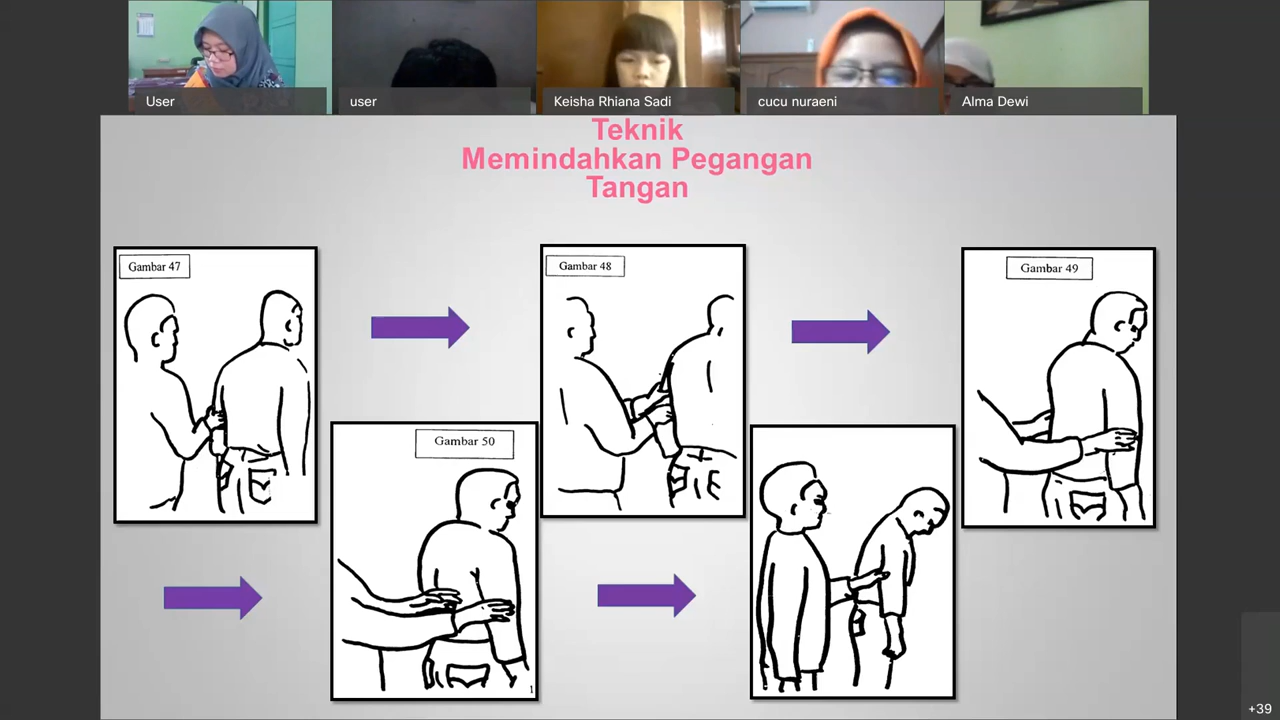 User
user
Keisha Rhiana Sadi
cucu nuraeni
Alma Dewi
Teknik
Memindahkan Pegangan
Tangan
Gambar 47
Gambar 48
Gambar 49
Gambar 50
1
+39